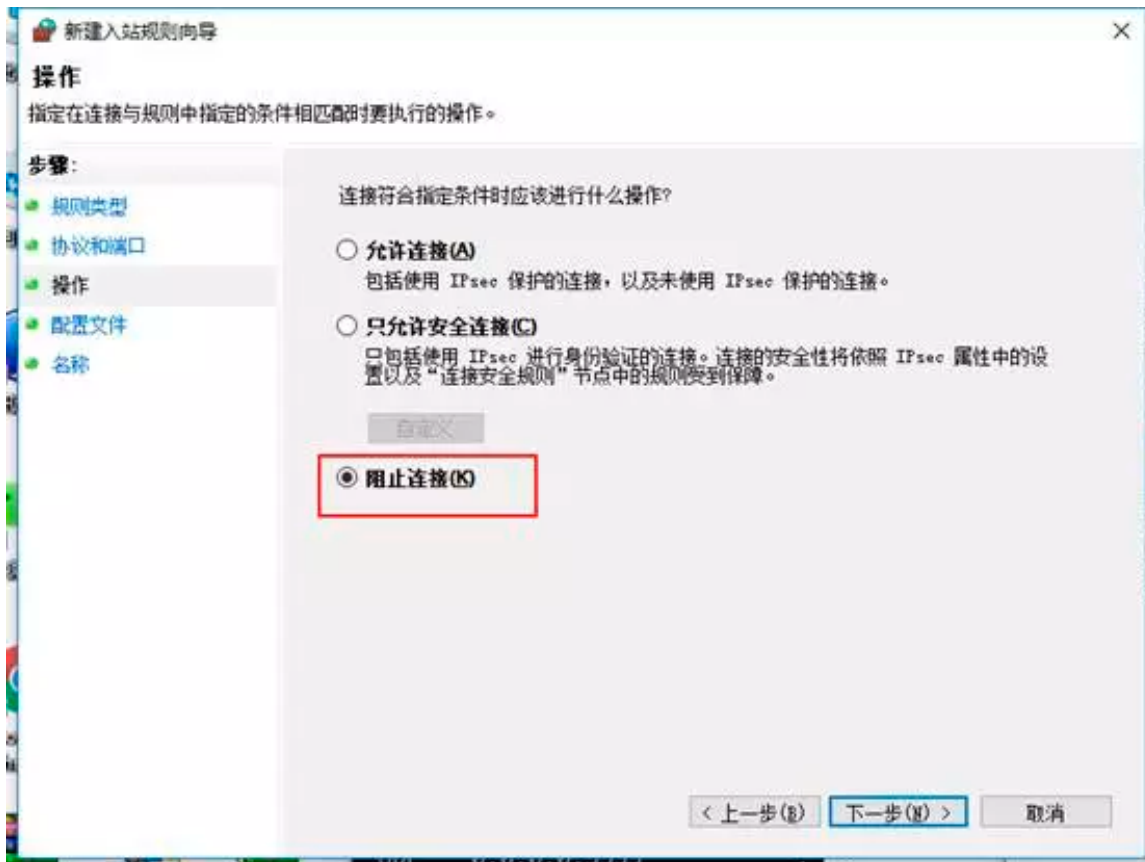 新建入站规则向导
操作
指定在连接与规则中指定的条件相匹配时要执行的操作。
步骤:
规则类型
协议和端口
操作
配置文件
名称
连接符合指定条件时应该进行什么操作?
允许连接(A)
包括使用 IPsec 保护的连接，以及未使用 IPsec 保护的连接。
只允许安全连接(C)
只包括使用 IPsec 进行身份验证的连接。连接的安全性将依照 IPsec 属性中的设
置以及“连接安全规则”节点中的规则受到保障。
自定义
阻止连接(K)
< 上一步(B)
下一步(N) >
取消